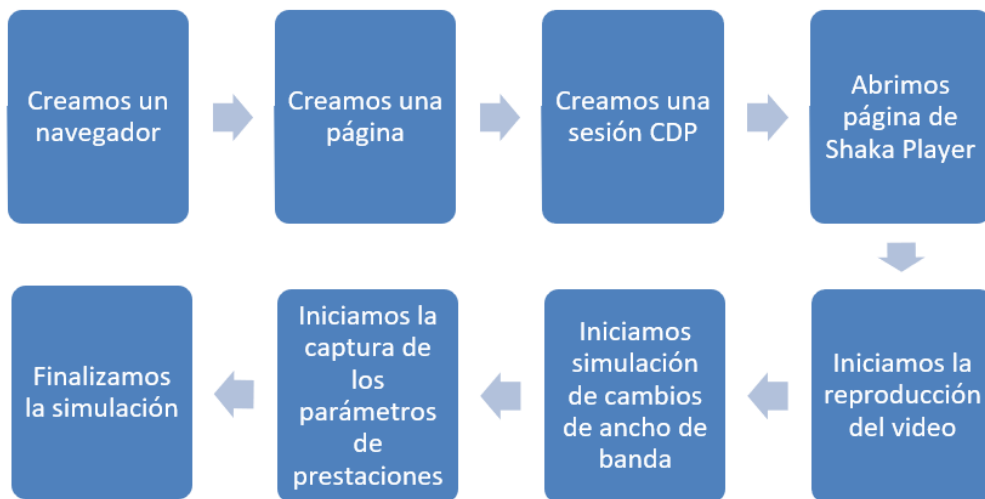 Creamos un
navegador
Creamos una
página
Creamos una
sesión CDP
Abrimos
página de
Shaka Player
Iniciamos la
reproducción
del video
Iniciamos
simulación
de cambios
de ancho de
banda
Iniciamos la
captura de
los
parámetros
de
prestaciones
Finalizamos
la simulación